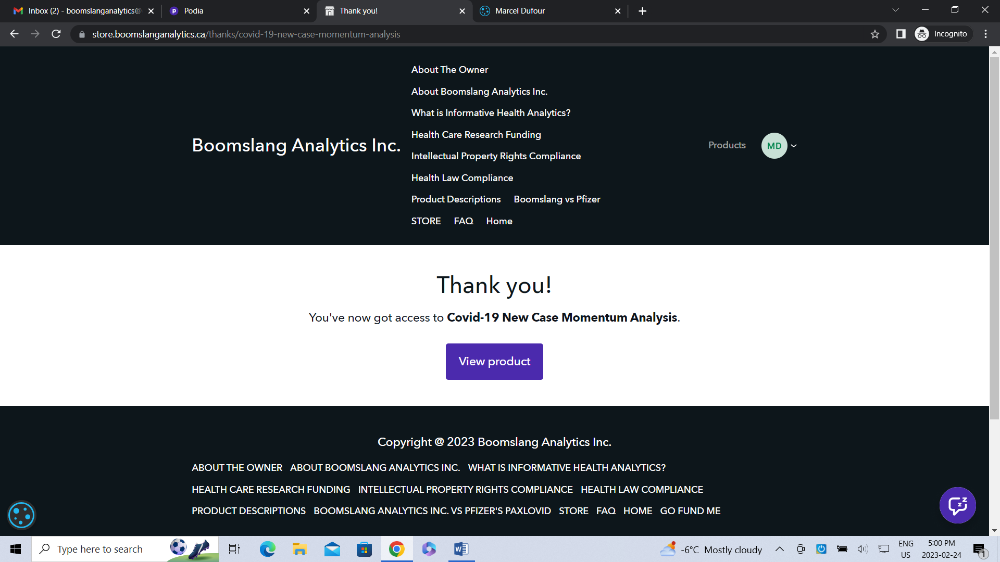 Inbox (2) - boomslanganalytics@
Podia
Thank you!
Marcel Dufour
store.boomslanganalytics.ca/thanks/covid-19-new-case-momentum-analysis
Incognito
About The Owner
About Boomslang Analytics Inc.
What is Informative Health Analytics?
Health Care Research Funding
Boomslang Analytics Inc.
Intellectual Property Rights Compliance
Products
MD
Health Law Compliance
Product Descriptions Boomslang vs Pfizer
STORE FAQ Home
Thank you!
You've now got access to Covid-19 New Case Momentum Analysis.
View product
Copyright @ 2023 Boomslang Analytics Inc.
ABOUT THE OWNER ABOUT BOOMSLANG ANALYTICS INC. WHAT IS INFORMATIVE HEALTH ANALYTICS?
HEALTH CARE RESEARCH FUNDING INTELLECTUAL PROPERTY RIGHTS COMPLIANCE HEALTH LAW COMPLIANCE
PRODUCT DESCRIPTIONS BOOMSLANG ANALYTICS INC. VS PFIZER'S PAXLOVID STORE FAQ HOME GO FUND ME
Type here to search
-6°C Mostly cloudy
ENG
US
5:00 PM
2023-02-24
1